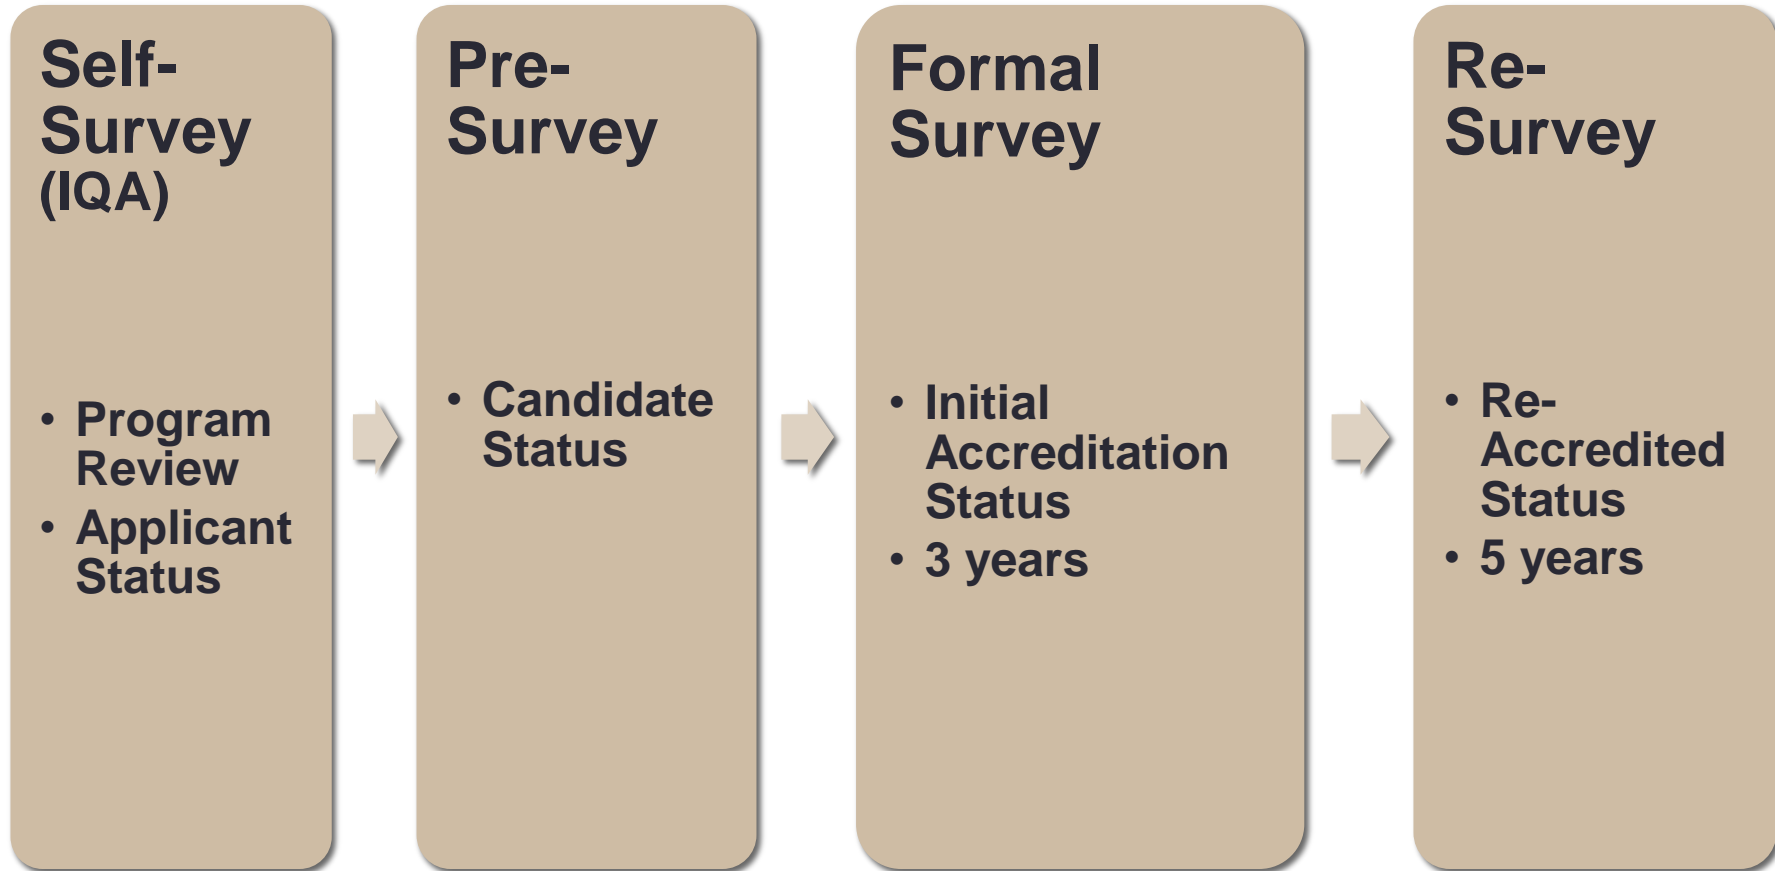 Self-
Survey
(IQA)
• Program
Review
• Applicant
Status
Pre-
Survey
• Candidate
Status
Formal
Survey
• Initial
Accreditation
Status
• 3 years
Re-
Survey
• Re-
Accredited
Status
• 5 years